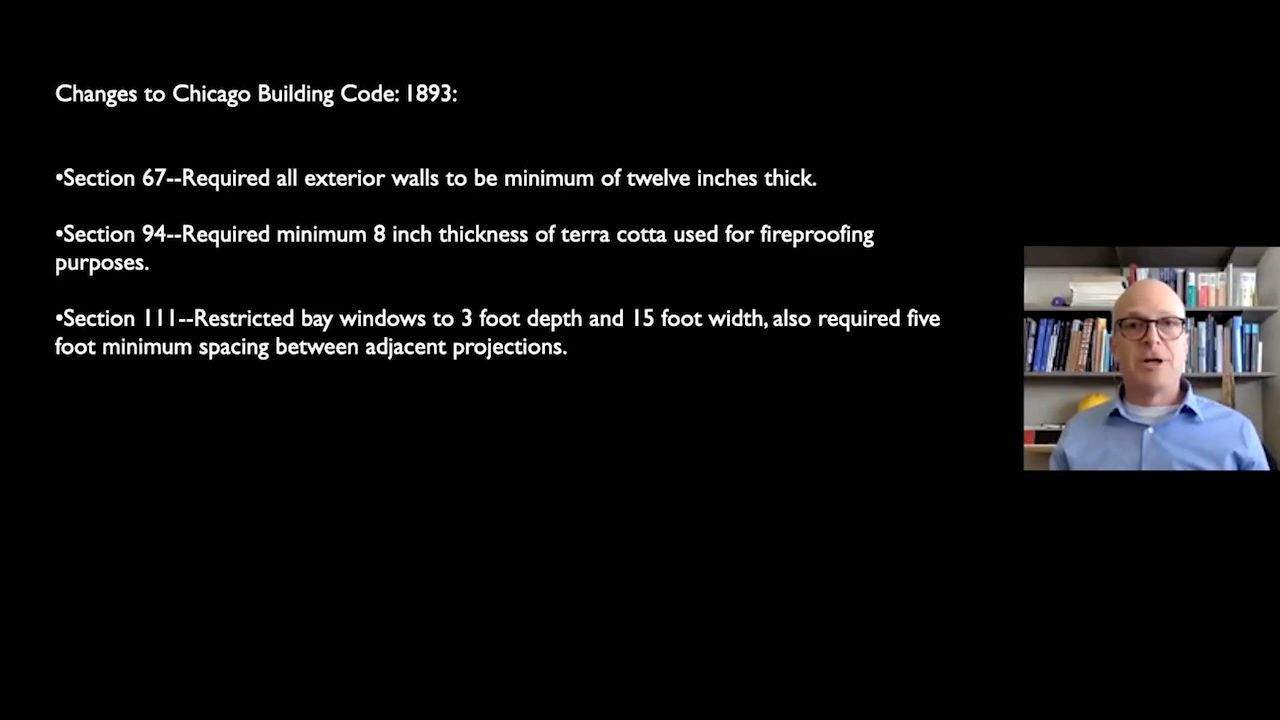 Changes to Chicago Building Code: 1893:
•Section 67--Required all exterior walls to be minimum of twelve inches thick.
•Section 94--Required minimum 8 inch thickness of terra cotta used for fireproofing
purposes.
•Section 111--Restricted bay windows to 3 foot depth and 15 foot width, also required five
foot minimum spacing between adjacent projections.